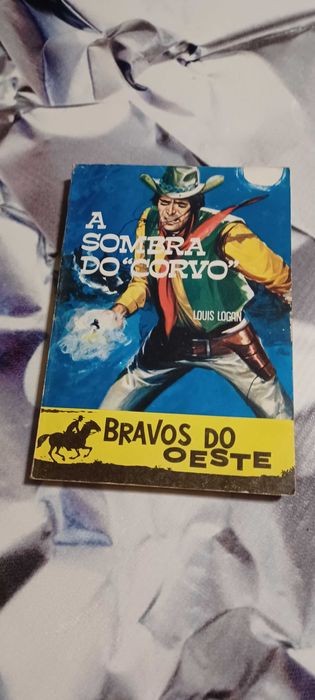 A
SOMBRA
DO "CORVO"
LOUIS LOGAN
BRAVOS DO
OESTE